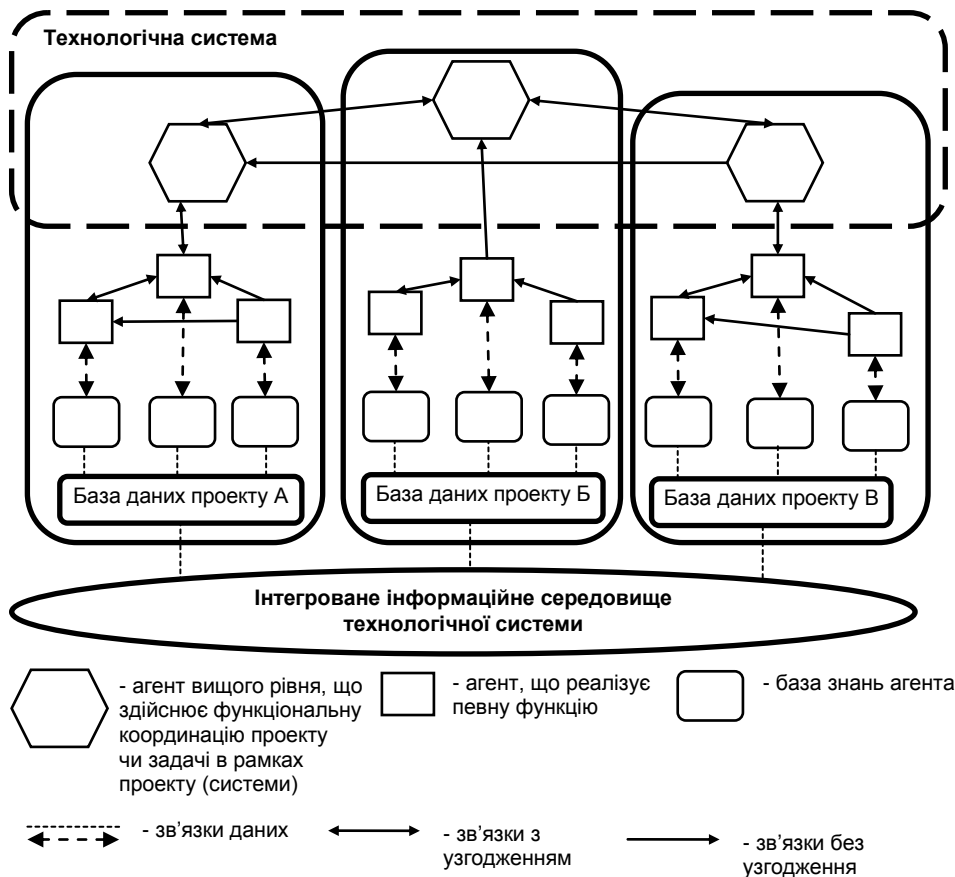 Технологічна система
База даних проекту А
База даних проекту Б
База даних проекту В
Інтегроване інформаційне середовище
технологічної системи
- агент вищого рівня, що
здійснює функціональну
координацію проекту
чи задачі в рамках
проекту (системи)
- агент, що реалізує
певну функцію
- база знань агента
- зв’язки даних
- зв’язки з
узгодженням
- зв’язки без
узгодження